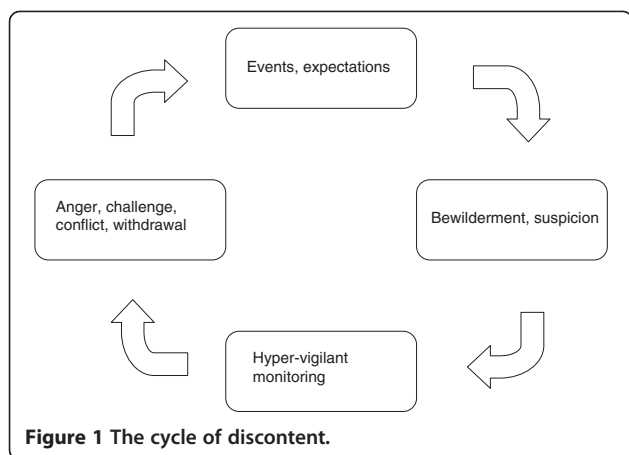 Events, expectations
Anger, challenge,
conflict, withdrawal
Bewilderment, suspicion
Hyper-vigilant
monitoring
Figure 1 The cycle of discontent.